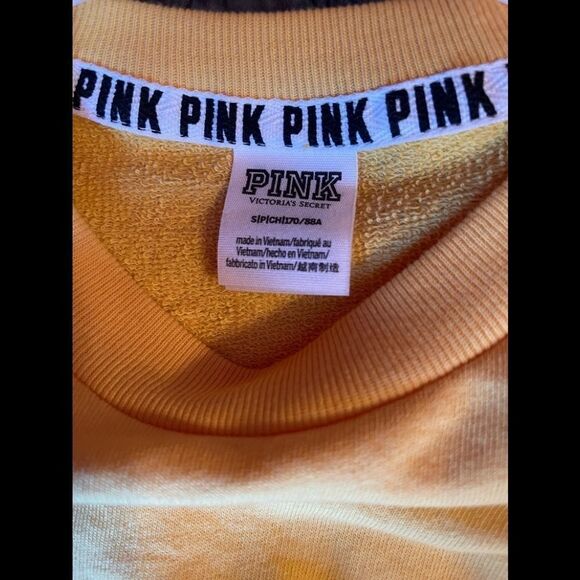 PINK PINK PINK PINK
PINK
VICTORIA'S SECRET
S|P|CH|170/88A
made in Vietnam/fabriqué au
Vietnam/hecho en Vietnam/
fabbricato in Vietnam/越南制造